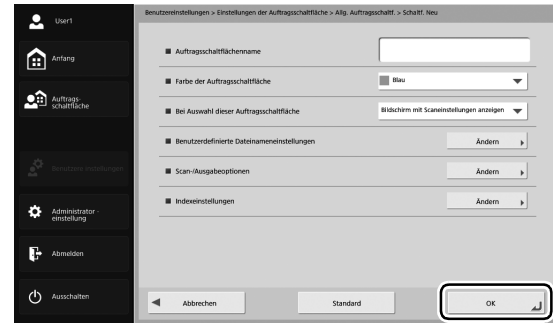 User1
Anfang
Auftrags-
schaltfläche
Administrator -
einstellung
Abmelden
Ausschalten
Benutzereinstellungen > Einstellungen der Auftragsschaltfläche > Allg. Auftragsschaltf. > Schaltf. Neu
Auftragsschaltflächenname
Farbe der Auftragsschaltfläche
Blau
Bei Auswahl dieser Auftragsschaltfläche
Bildschirm mit Scaneinstellungen anzeigen
Benutzerdefinierte Dateinameneinstellungen
Ändern
Scan-/Ausgabeoptionen
Ändern
Indexeinstellungen
Ändern
Abbrechen
Standard
OK